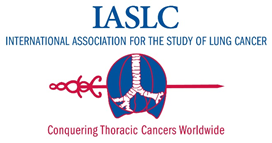 IASLC
INTERNATIONAL ASSOCIATION FOR THE STUDY OF LUNG CANCER
Conquering Thoracic Cancers Worldwide